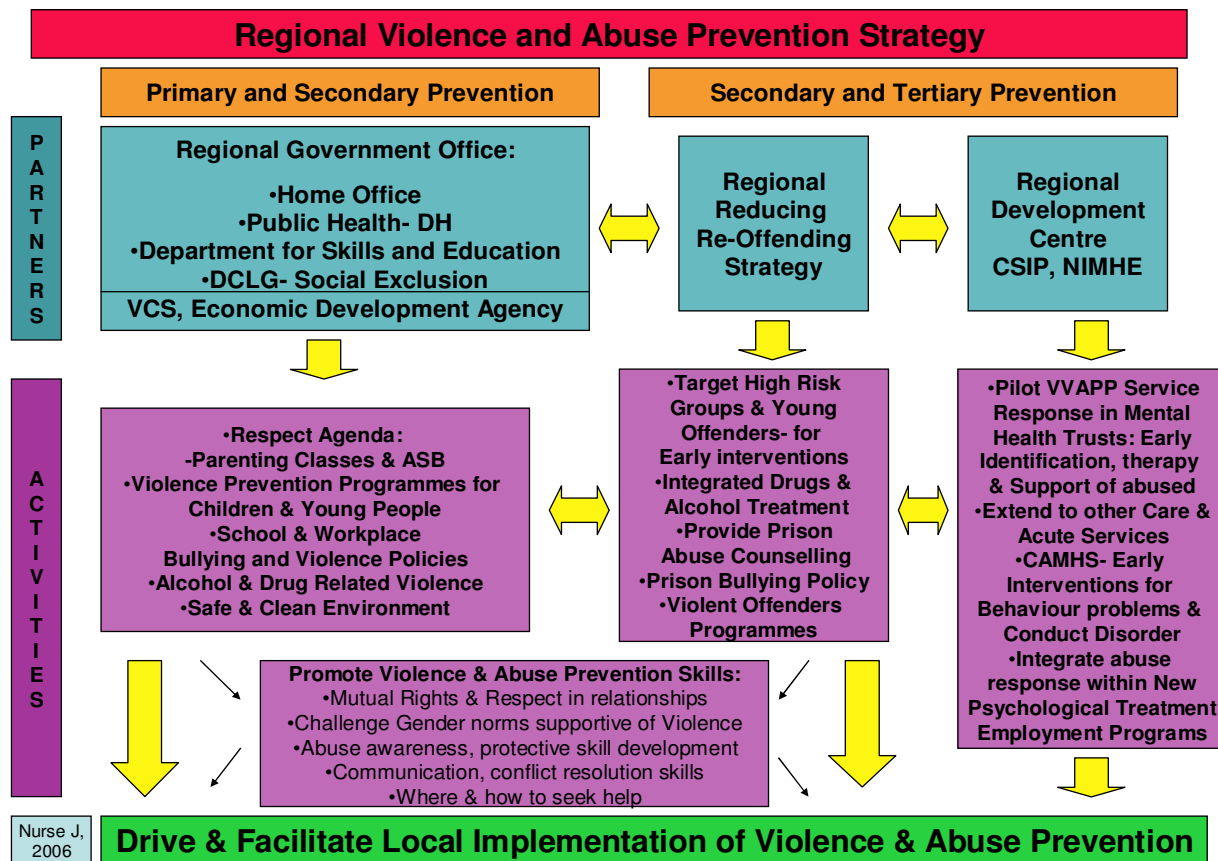 Regional Violence and Abuse Prevention Strategy
Primary and Secondary Prevention
Secondary and Tertiary Prevention
P
A
R
T
N
E
R
S
Regional Government Office:
•Home Office
•Public Health- DH
•Department for Skills and Education
•DCLG- Social Exclusion
VCS, Economic Development Agency
Regional
Reducing
Re-Offending
Strategy
Regional
Development
Centre
CSIP, NIMHE
A
C
T
I
V
I
T
I
E
S
•Respect Agenda:
-Parenting Classes & ASB
•Violence Prevention Programmes for
Children & Young People
•School & Workplace
Bullying and Violence Policies
•Alcohol & Drug Related Violence
•Safe & Clean Environment
•Target High Risk
Groups & Young
Offenders- for
Early interventions
•Integrated Drugs &
Alcohol Treatment
•Provide Prison
Abuse Counselling
•Prison Bullying Policy
•Violent Offenders
Programmes
•Pilot VVAPP Service
Response in Mental
Health Trusts: Early
Identification, therapy
& Support of abused
•Extend to other Care &
Acute Services
•CAMHS- Early
Interventions for
Behaviour problems &
Conduct Disorder
•Integrate abuse
response within New
Psychological Treatment
Employment Programs
Promote Violence & Abuse Prevention Skills:
•Mutual Rights & Respect in relationships
•Challenge Gender norms supportive of Violence
•Abuse awareness, protective skill development
•Communication, conflict resolution skills
•Where & how to seek help
Nurse J,
2006
Drive & Facilitate Local Implementation of Violence & Abuse Prevention